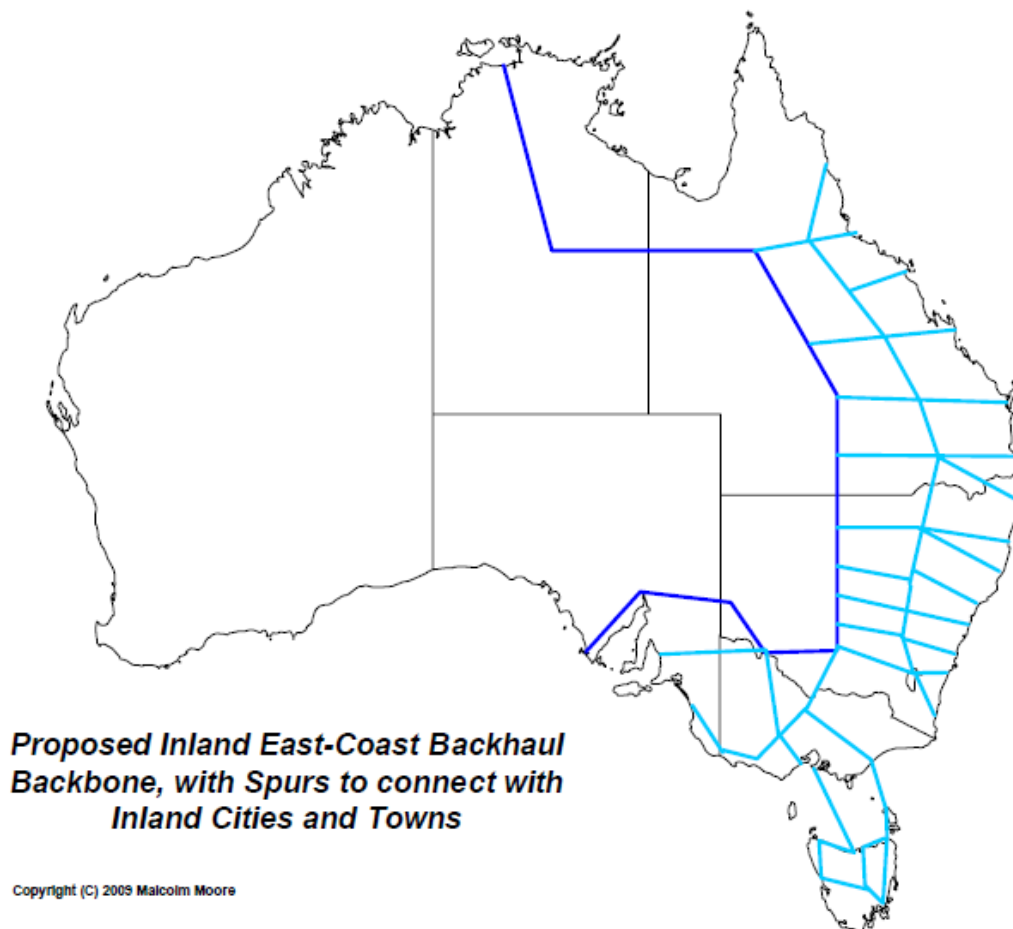 Proposed Inland East-Coast Backhaul
Backbone, with Spurs to connect with
Inland Cities and Towns
Copyright (C) 2009 Malcolm Moore